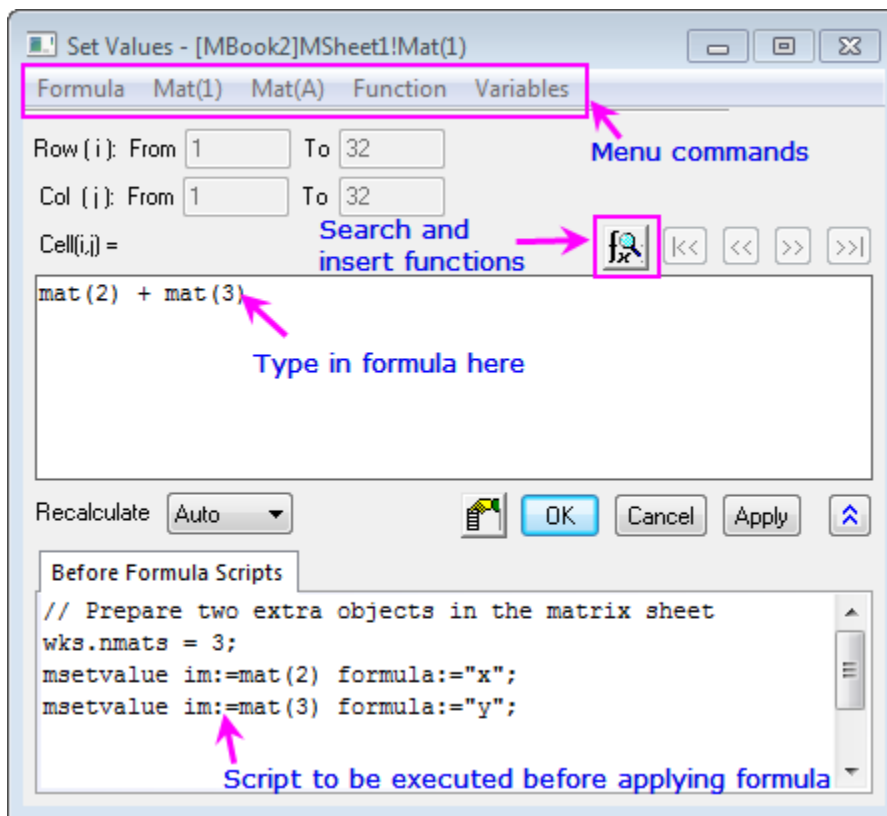 Set Values - [MBook2]MSheet1!Mat(1)
Formula Mat(1) Mat(A) Function Variables
Row (i): From 1 To 32
Menu commands
Col (j): From 1 To 32
Search and
insert functions
Cell(i,j) =
|<< << >> >>|
mat(2) + mat(3)
Type in formula here
Recalculate Auto OK Cancel Apply
Before Formula Scripts
// Prepare two extra objects in the matrix sheet
wks.nmats = 3;
msetvalue im:=mat(2) formula:="x";
msetvalue im:=mat(3) formula:="y";
Script to be executed before applying formula